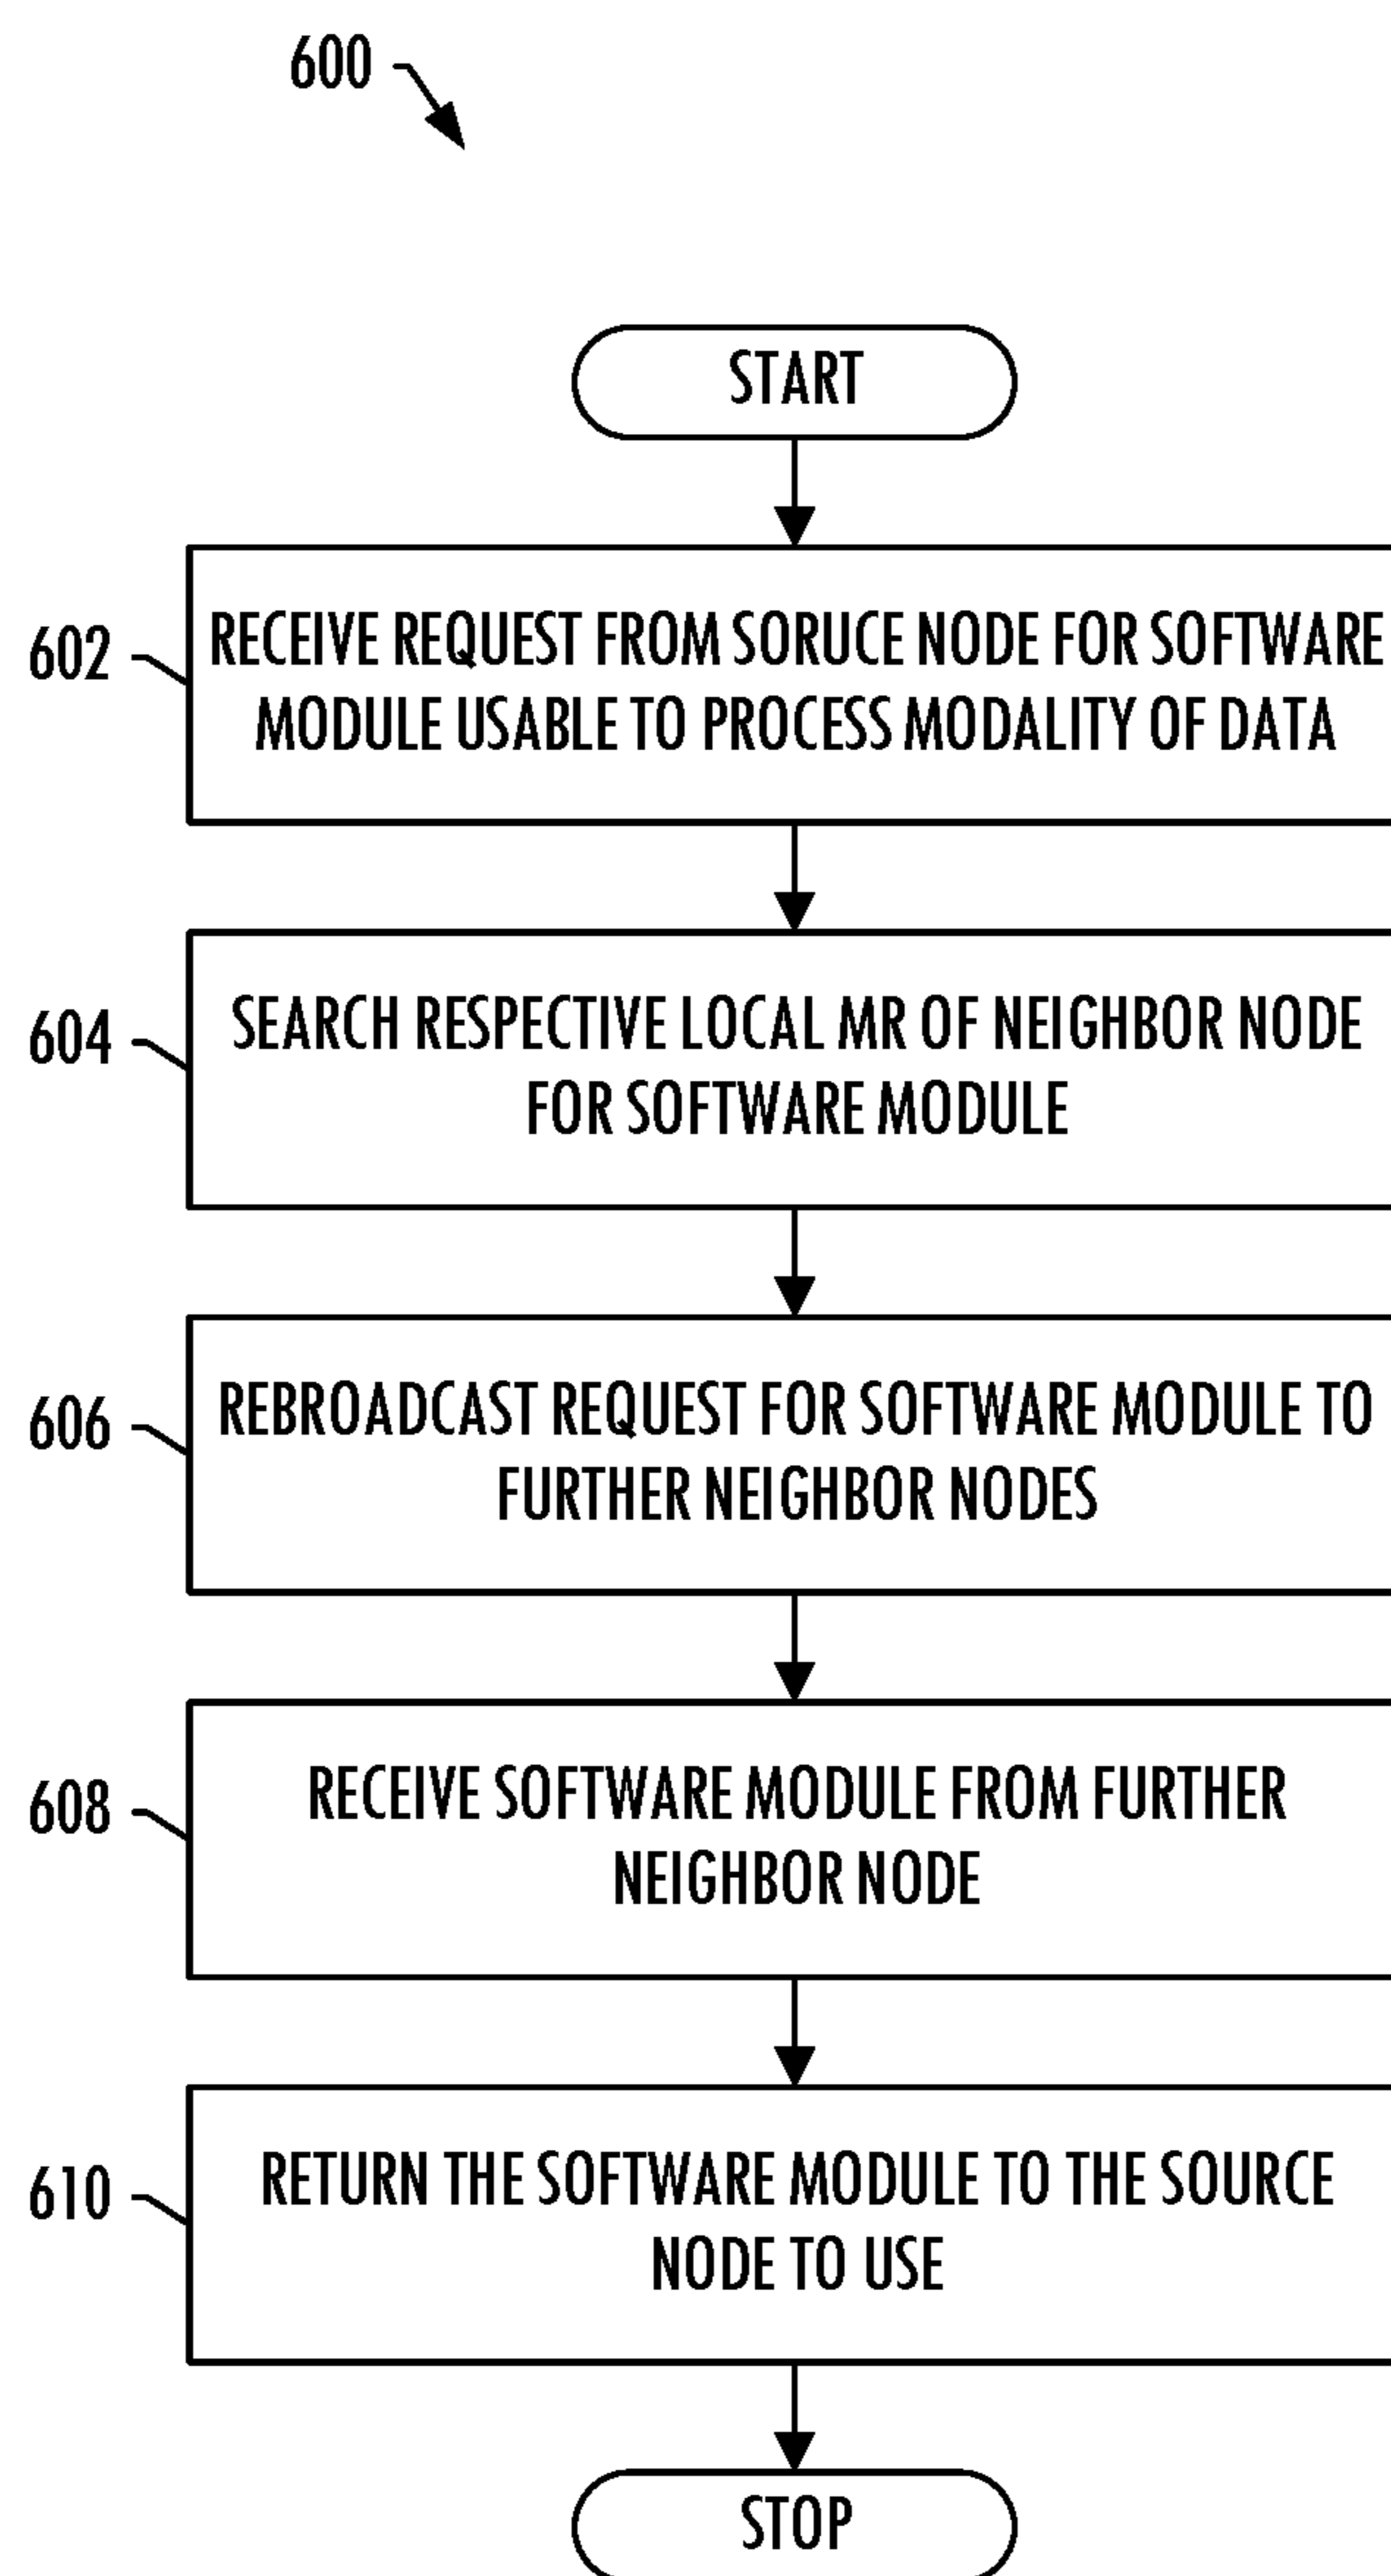 600
START
602
RECEIVE REQUEST FROM SORUCE NODE FOR SOFTWARE
MODULE USABLE TO PROCESS MODALITY OF DATA
604
SEARCH RESPECTIVE LOCAL MR OF NEIGHBOR NODE
FOR SOFTWARE MODULE
606
REBROADCAST REQUEST FOR SOFTWARE MODULE TO
FURTHER NEIGHBOR NODES
608
RECEIVE SOFTWARE MODULE FROM FURTHER
NEIGHBOR NODE
610
RETURN THE SOFTWARE MODULE TO THE SOURCE
NODE TO USE
STOP